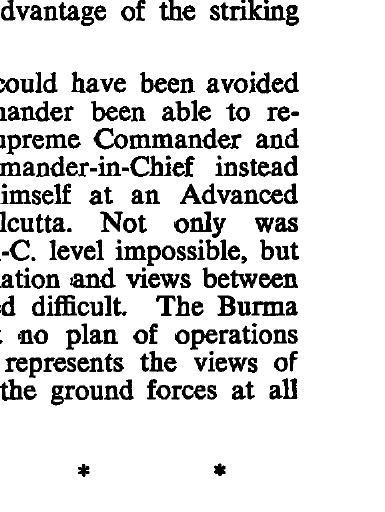 dvantage of the striking
could have been avoided
mander been able to re-
upreme Commander and
mander-in-Chief instead
imself at an Advanced
lcutta. Not only was
-C. level impossible, but
ation and views between
d difficult. The Burma
no plan of operations
represents the views of
the ground forces at all
* *